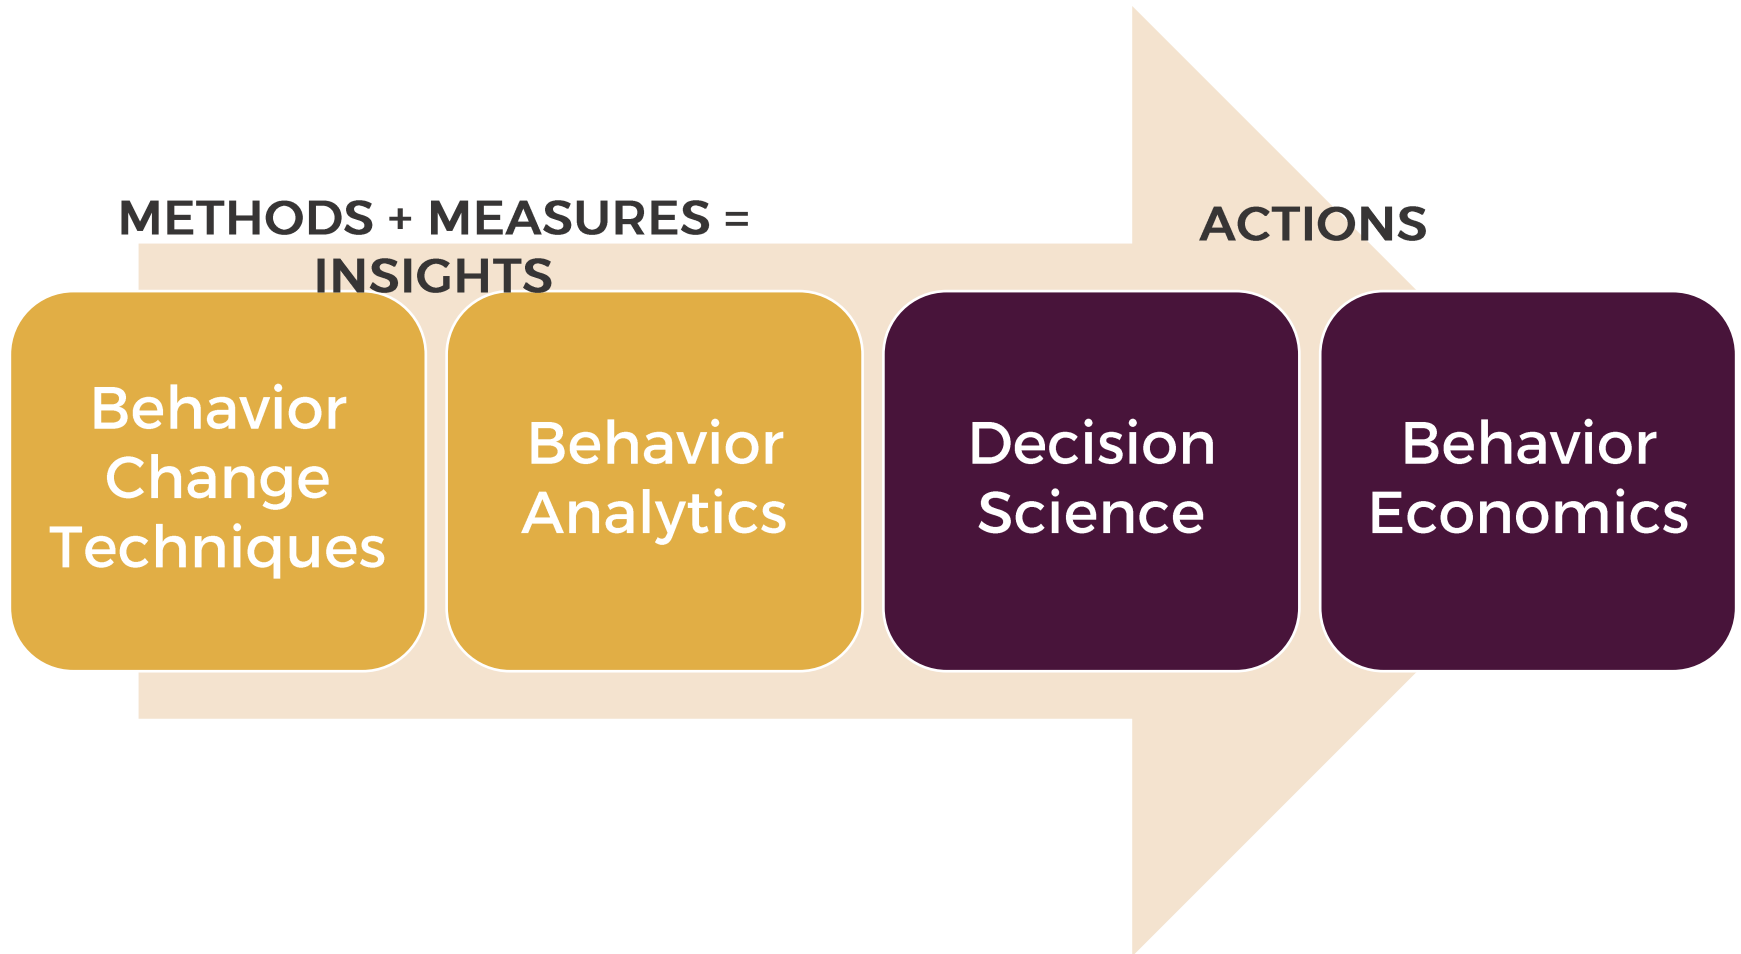 METHODS + MEASURES =
INSIGHTS
ACTIONS
Behavior
Change
Techniques
Behavior
Analytics
Decision
Science
Behavior
Economics